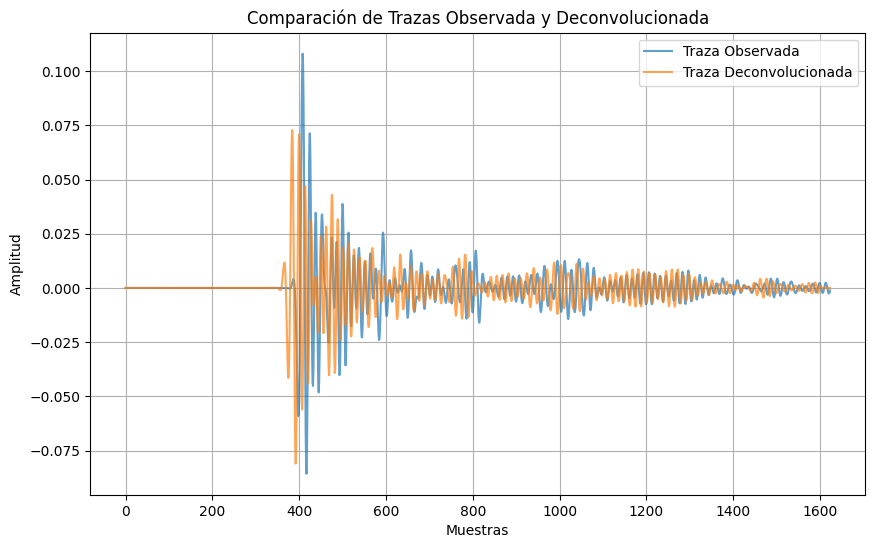 Comparación de Trazas Observada y Deconvolucionada
Traza Observada
Traza Deconvolucionada
Amplitud
0.100
0.075
0.050
0.025
0.000
−0.025
−0.050
−0.075
0 200 400 600 800 1000 1200 1400 1600
Muestras